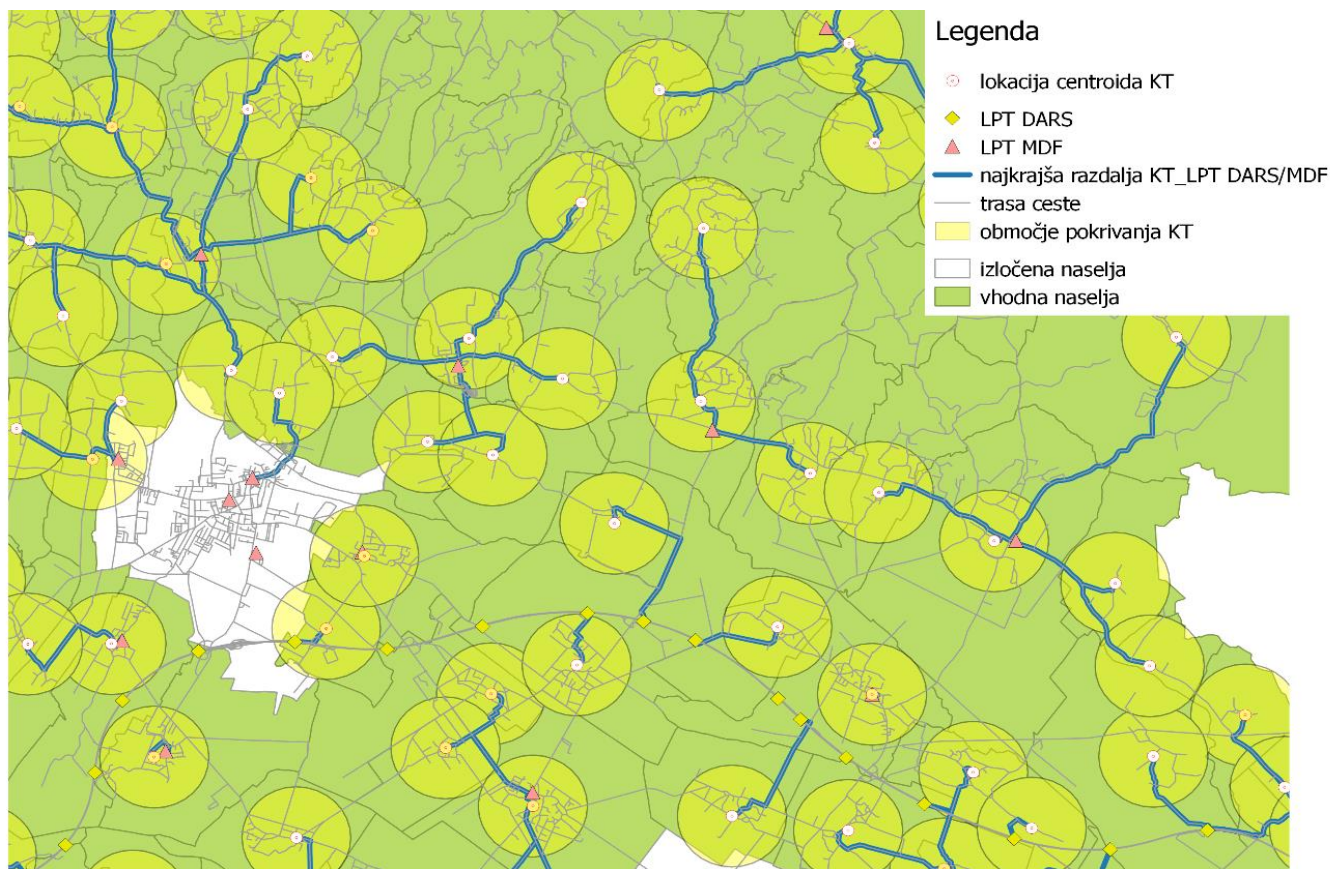 Legenda
lokacija centroida KT
LPT DARS
LPT MDF
najkrajša razdalja KT_LPT DARS/MDF
trasa ceste
območje pokrivanja KT
izločena naselja
vhodna naselja